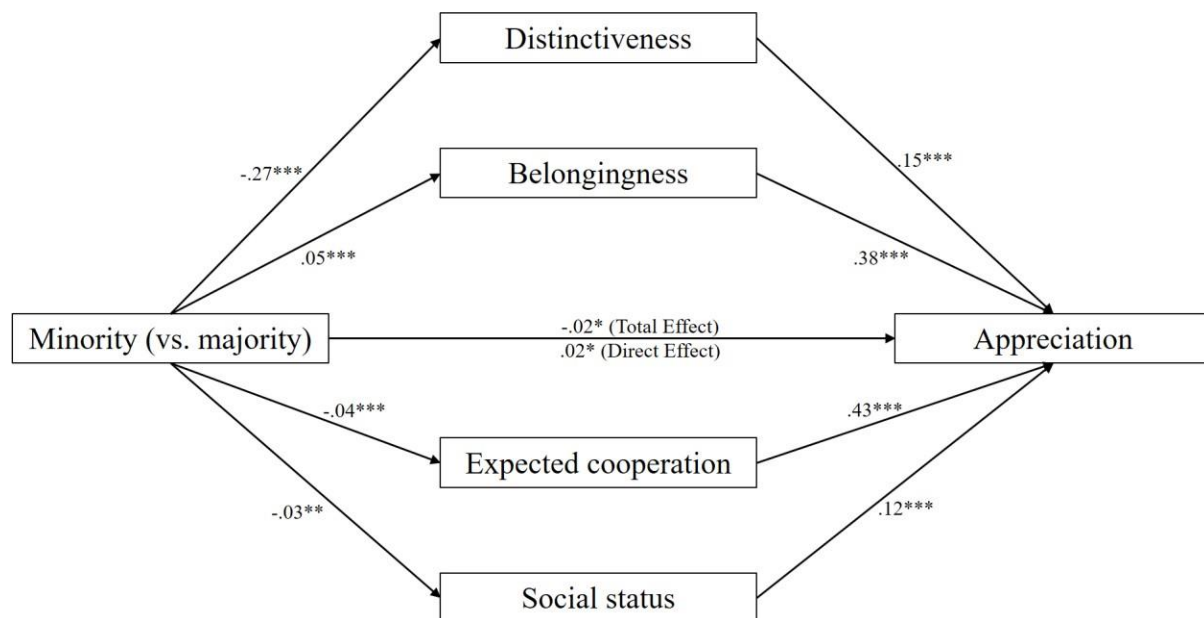 Distinctiveness
-.27***
.15***
Belongingness
.05***
.38***
Minority (vs. majority)
-.02* (Total Effect)
.02* (Direct Effect)
Appreciation
-.04***
.43***
Expected cooperation
-.03**
.12***
Social status